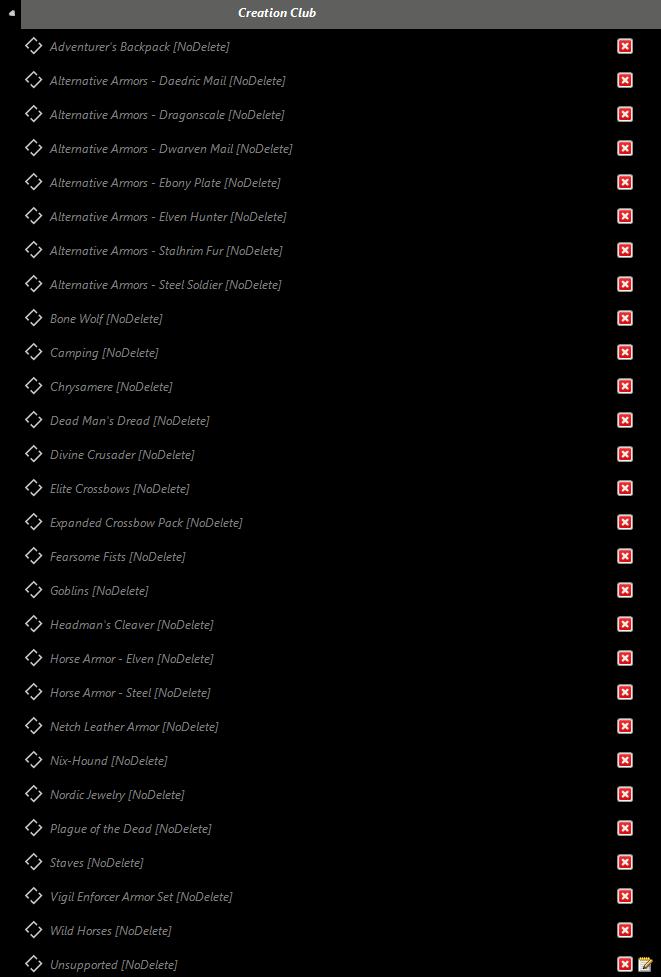 Creation Club
Adventurer's Backpack [NoDelete]
Alternative Armors - Daedric Mail [NoDelete]
Alternative Armors - Dragonscale [NoDelete]
Alternative Armors - Dwarven Mail [NoDelete]
Alternative Armors - Ebony Plate [NoDelete]
Alternative Armors - Elven Hunter [NoDelete]
Alternative Armors - Stalhrim Fur [NoDelete]
Alternative Armors - Steel Soldier [NoDelete]
Bone Wolf [NoDelete]
Camping [NoDelete]
Chrysamere [NoDelete]
Dead Man's Dread [NoDelete]
Divine Crusader [NoDelete]
Elite Crossbows [NoDelete]
Expanded Crossbow Pack [NoDelete]
Fearsome Fists [NoDelete]
Goblins [NoDelete]
Headman's Cleaver [NoDelete]
Horse Armor - Elven [NoDelete]
Horse Armor - Steel [NoDelete]
Netch Leather Armor [NoDelete]
Nix-Hound [NoDelete]
Nordic Jewelry [NoDelete]
Plague of the Dead [NoDelete]
Staves [NoDelete]
Vigil Enforcer Armor Set [NoDelete]
Wild Horses [NoDelete]
Unsupported [NoDelete]